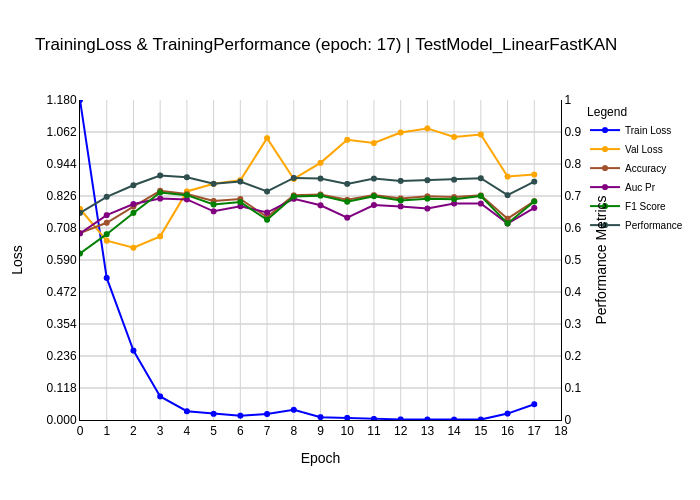 TrainingLoss & TrainingPerformance (epoch: 17) | TestModel_LinearFastKAN
1.180
1.062
0.944
0.826
0.708
0.590
0.472
0.354
0.236
0.118
0.000
Loss
0 1 2 3 4 5 6 7 8 9 10 11 12 13 14 15 16 17 18
Epoch
1
0.9
0.8
0.7
0.6
0.5
0.4
0.3
0.2
0.1
0
Performance Metrics
Legend
Train Loss
Val Loss
Accuracy
Auc Pr
F1 Score
Performance